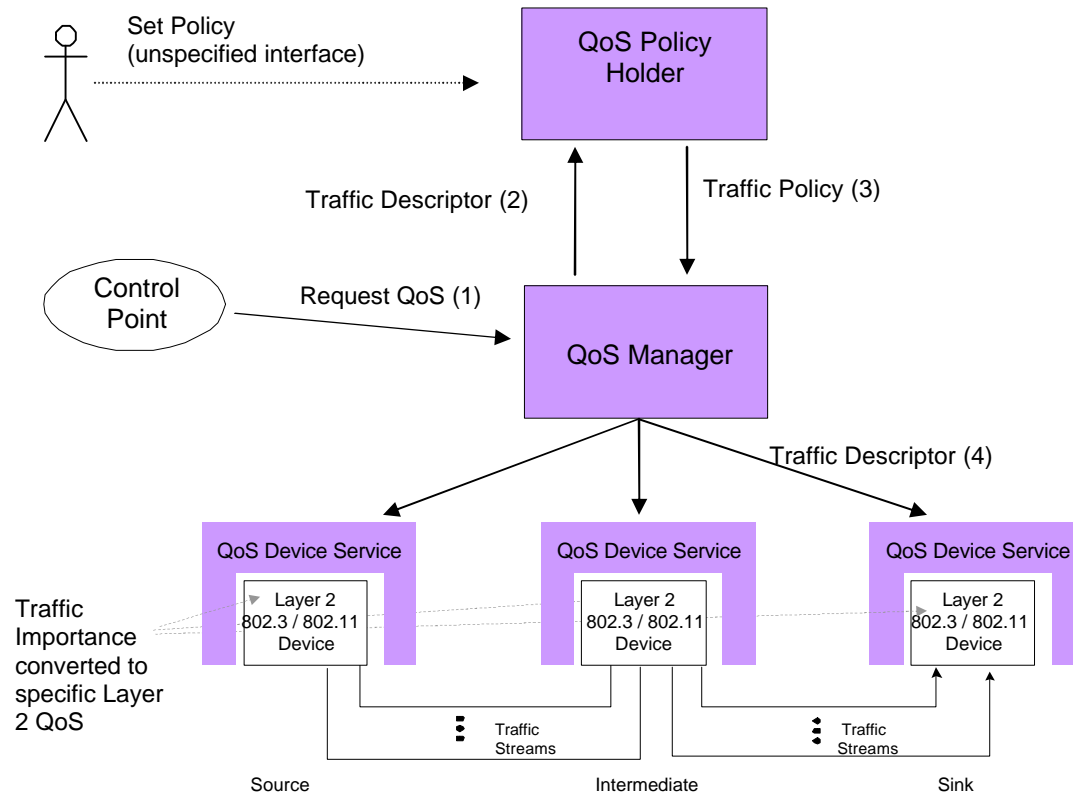 Set Policy
(unspecified interface)
QoS Policy
Holder
Traffic Descriptor (2)
Traffic Policy (3)
Control
Point
Request QoS (1)
QoS Manager
Traffic Descriptor (4)
QoS Device Service
QoS Device Service
QoS Device Service
Layer 2
802.3 / 802.11
Device
Layer 2
802.3 / 802.11
Device
Layer 2
802.3 / 802.11
Device
Traffic
Importance
converted to
specific Layer
2 QoS
Traffic
Streams
Traffic
Streams
Source
Intermediate
Sink